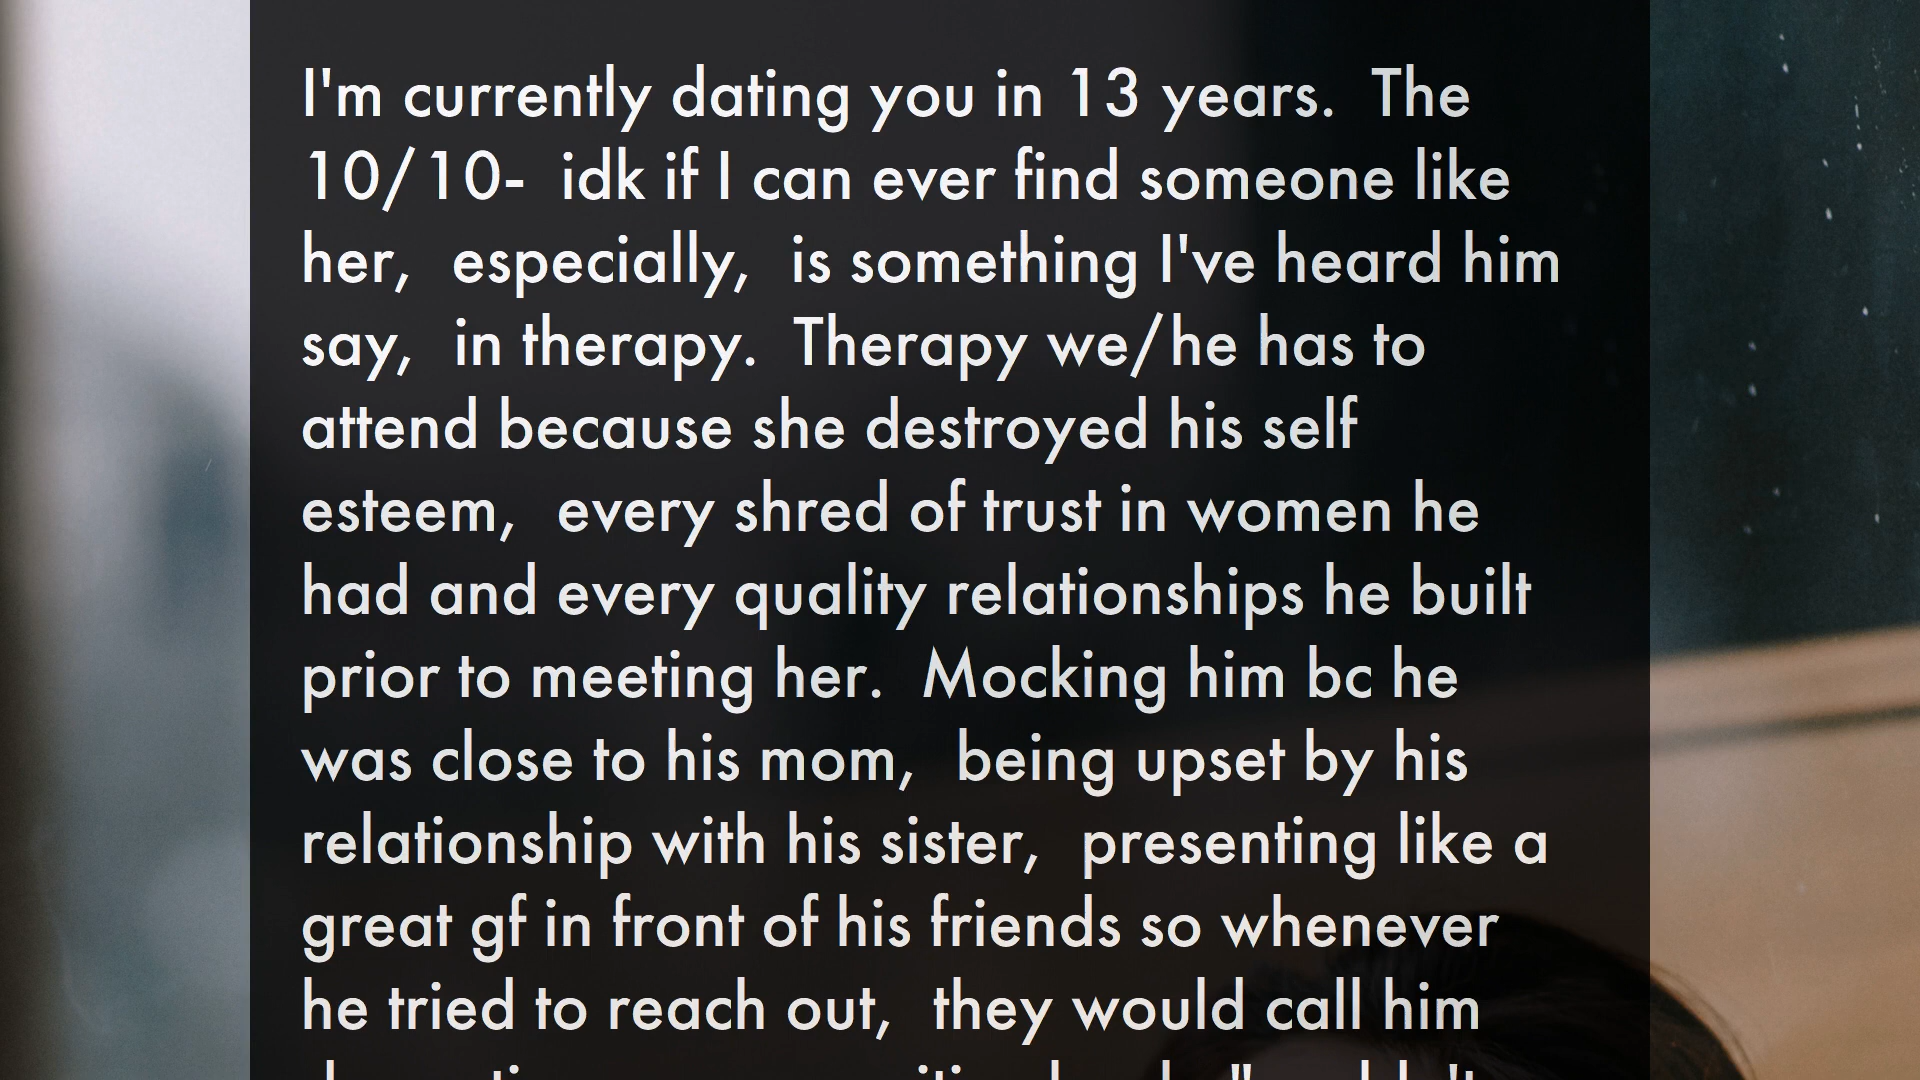 I'm currently dating you in 13 years.  The
10/10-  idk if I can ever find someone like
her,  especially,  is something I've heard him
say,  in therapy.  Therapy we/he has to
attend because she destroyed his self
esteem,  every shred of trust in women he
had and every quality relationships he built
prior to meeting her.  Mocking him bc he
was close to his mom,  being upset by his
relationship with his sister,  presenting like a
great gf in front of his friends so whenever
he tried to reach out,  they would call him